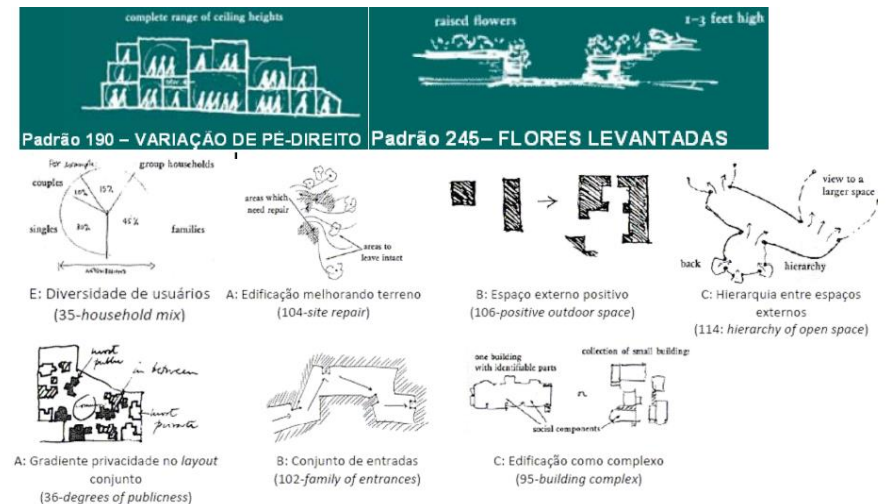 complete range of ceiling heights
Padrão 190 – VARIAÇÃO DE PÉ-DIREITO
raised flowers
1–3 feet high
Padrão 245– FLORES LEVANTADAS
For example
couples
10%
15%
group households
singles
30%
45%
families
E: Diversidade de usuários
(35-household mix)
areas which
need repair
areas to
leave intact
A: Edificação melhorando terreno
(104-site repair)
B: Espaço externo positivo
(106-positive outdoor space)
view to a
larger space
back
hierarchy
C: Hierarquia entre espaços
externos
(114: hierarchy of open space)
most
public
in between
most
private
A: Gradiente privacidade no layout
conjunto
(36-degrees of publicness)
B: Conjunto de entradas
(102-family of entrances)
one building
with identifiable parts
collection of small buildings
social components
C: Edificação como complexo
(95-building complex)